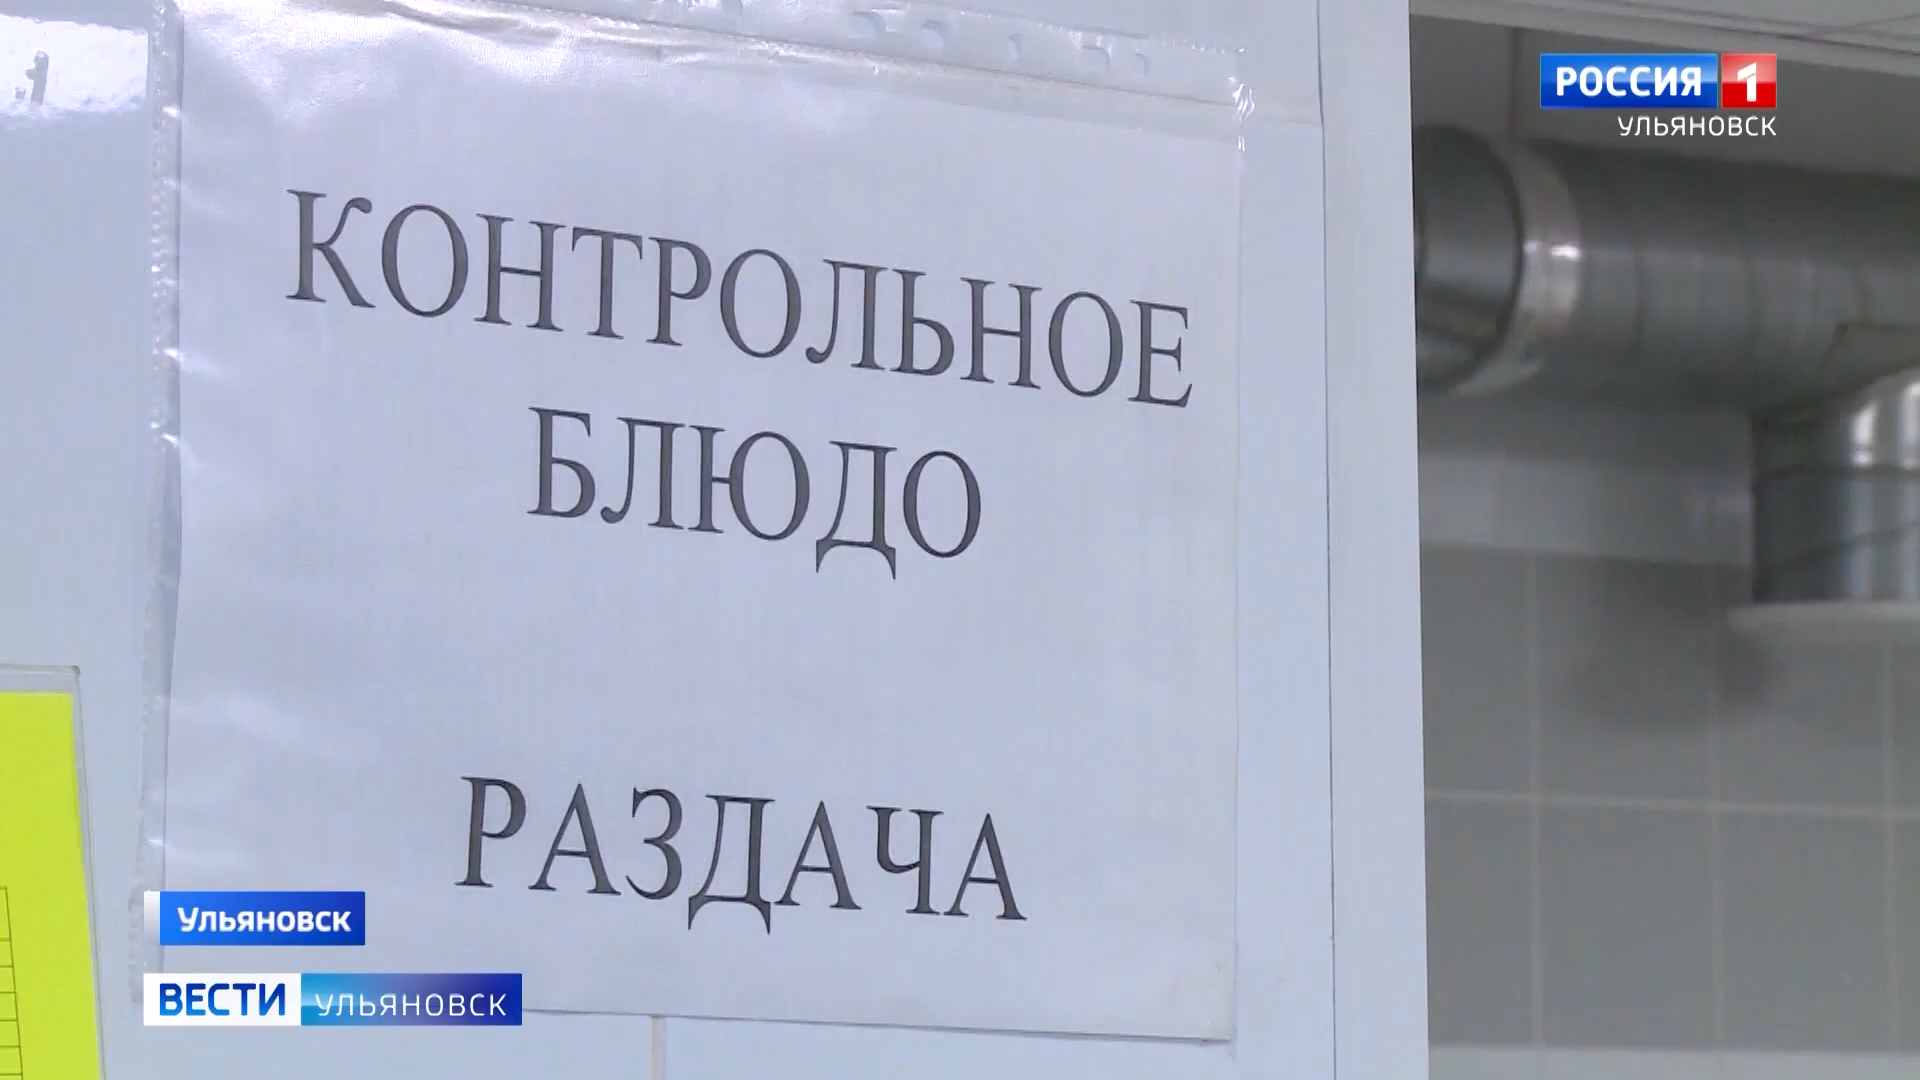 РОССИЯ 1
УЛЬЯНОВСК
КОНТРОЛЬНОЕ
БЛЮДО
РАЗДАЧА
Ульяновск
ВЕСТИ УЛЬЯНОВСК